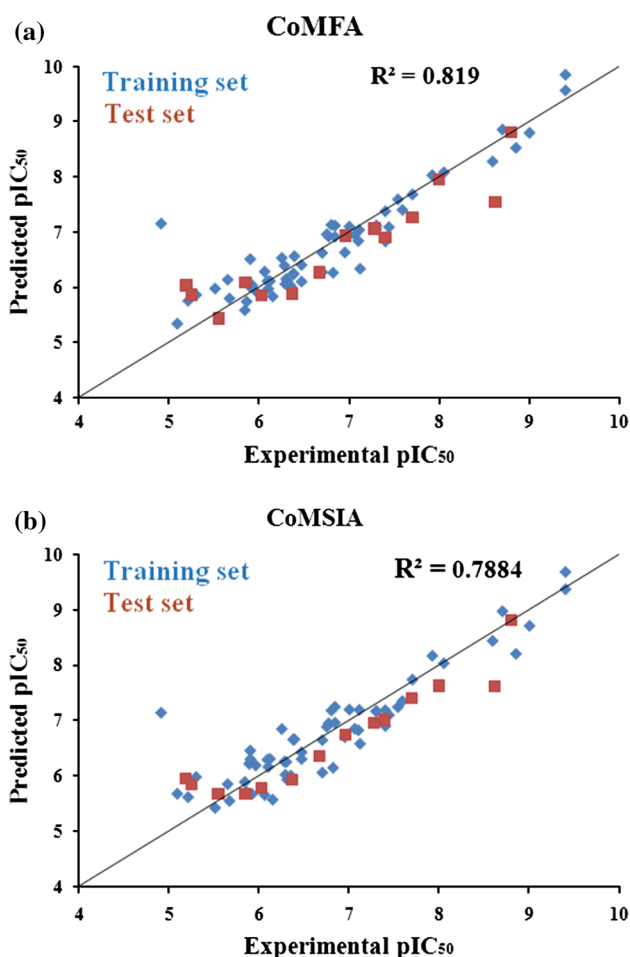 (a)
CoMFA
10
9
8
7
6
5
4
Training set
Test set
R² = 0.819
Predicted pIC₅₀
4 5 6 7 8 9 10
Experimental pIC₅₀
(b)
CoMSIA
10
9
8
7
6
5
4
Training set
Test set
R² = 0.7884
Predicted pIC₅₀
4 5 6 7 8 9 10
Experimental pIC₅₀